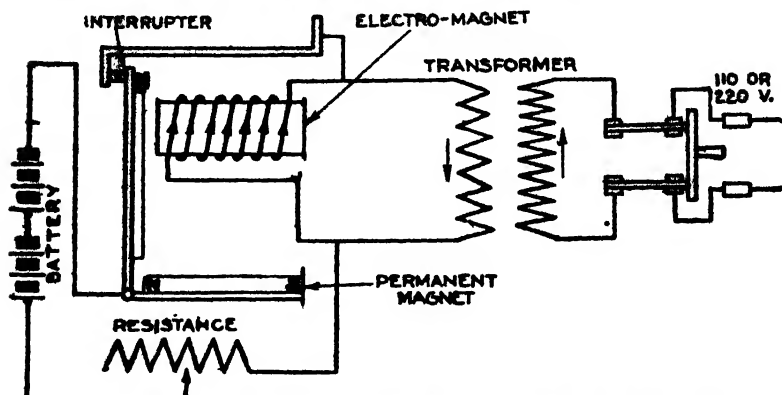 INTERRUPTER
ELECTRO-MAGNET
TRANSFORMER
110 OR
220 V.
BATTERY
PERMANENT
MAGNET
RESISTANCE